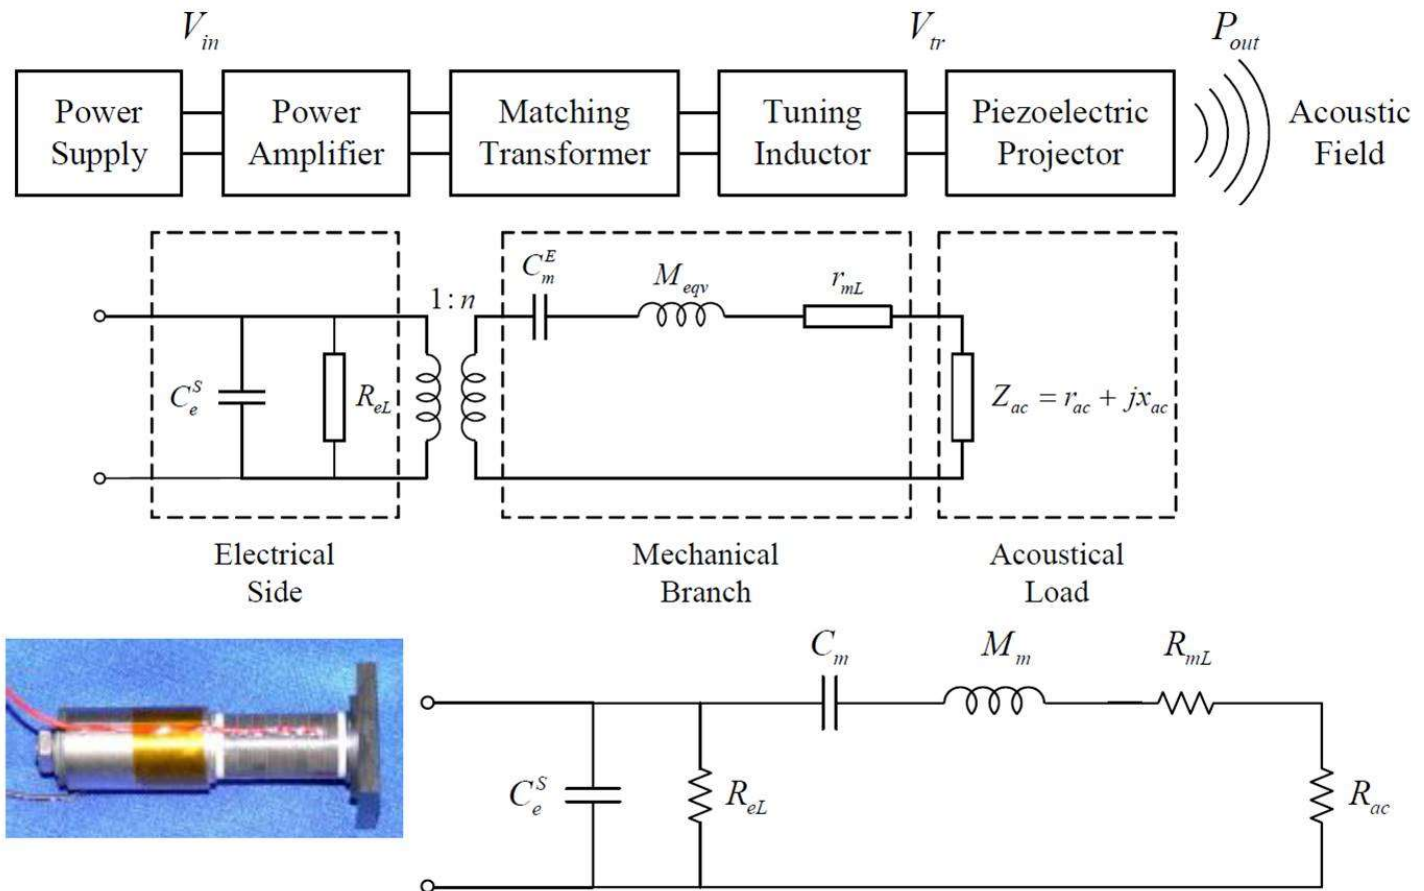 V_in
V_tr
P_out
Power
Supply
Power
Amplifier
Matching
Transformer
Tuning
Inductor
Piezoelectric
Projector
Acoustic
Field
1:n
C_m^E
M_eqv
r_mL
C_e^S
R_eL
Z_ac = r_ac + jx_ac
Electrical
Side
Mechanical
Branch
Acoustical
Load
C_m
M_m
R_mL
C_e^S
R_eL
R_ac